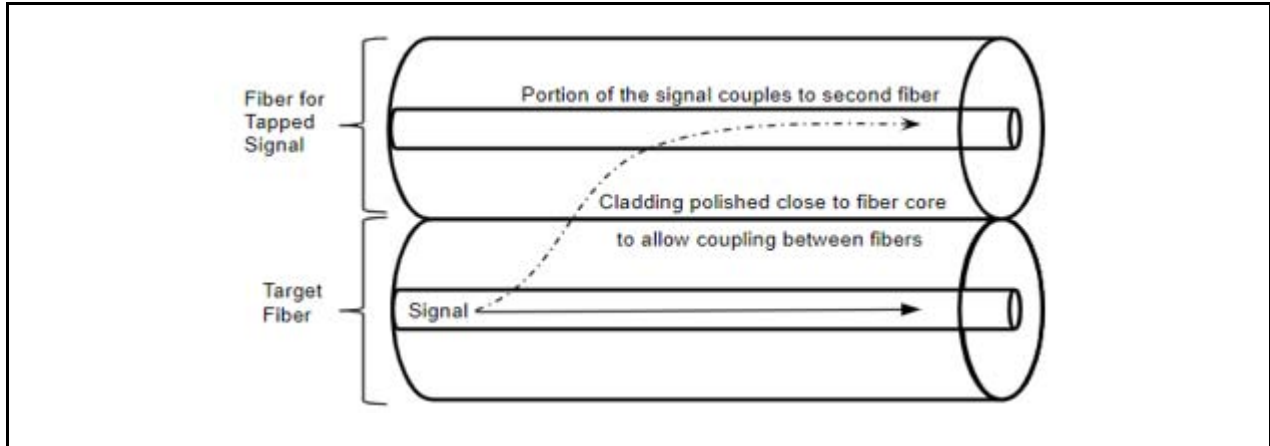 Fiber for
Tapped
Signal
Portion of the signal couples to second fiber
Cladding polished close to fiber core
to allow coupling between fibers
Target
Fiber
Signal